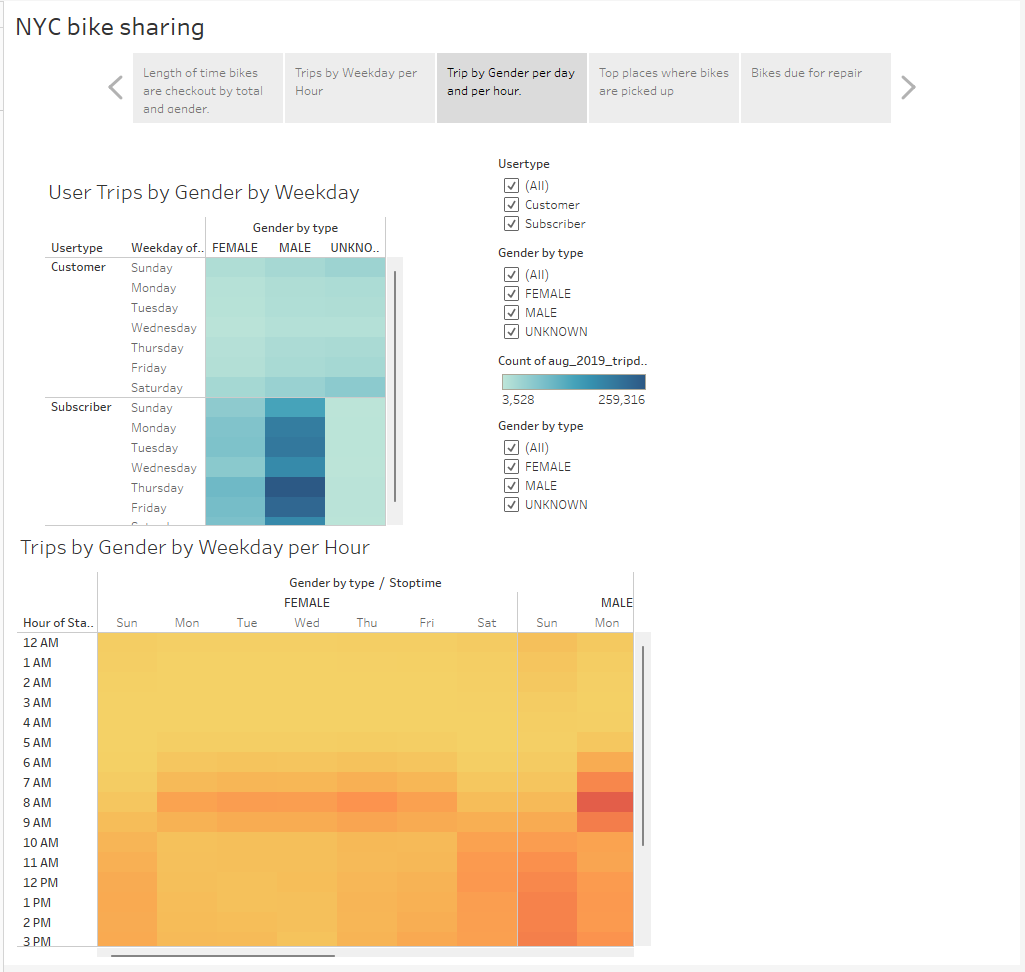 NYC bike sharing
Length of time bikes
are checkout by total
and gender.
Trips by Weekday per
Hour
Trip by Gender per day
and per hour.
Top places where bikes
are picked up
Bikes due for repair
User Trips by Gender by Weekday
Gender by type
Usertype Weekday of.. FEMALE MALE UNKNO..
Customer Sunday
Monday
Tuesday
Wednesday
Thursday
Friday
Saturday
Subscriber Sunday
Monday
Tuesday
Wednesday
Thursday
Friday
Usertype
(All)
Customer
Subscriber
Gender by type
(All)
FEMALE
MALE
UNKNOWN
Count of aug_2019_tripd..
3,528 259,316
Gender by type
(All)
FEMALE
MALE
UNKNOWN
Trips by Gender by Weekday per Hour
Gender by type / Stoptime
FEMALE MALE
Hour of Sta.. Sun Mon Tue Wed Thu Fri Sat Sun Mon
12 AM
1 AM
2 AM
3 AM
4 AM
5 AM
6 AM
7 AM
8 AM
9 AM
10 AM
11 AM
12 PM
1 PM
2 PM
3 PM